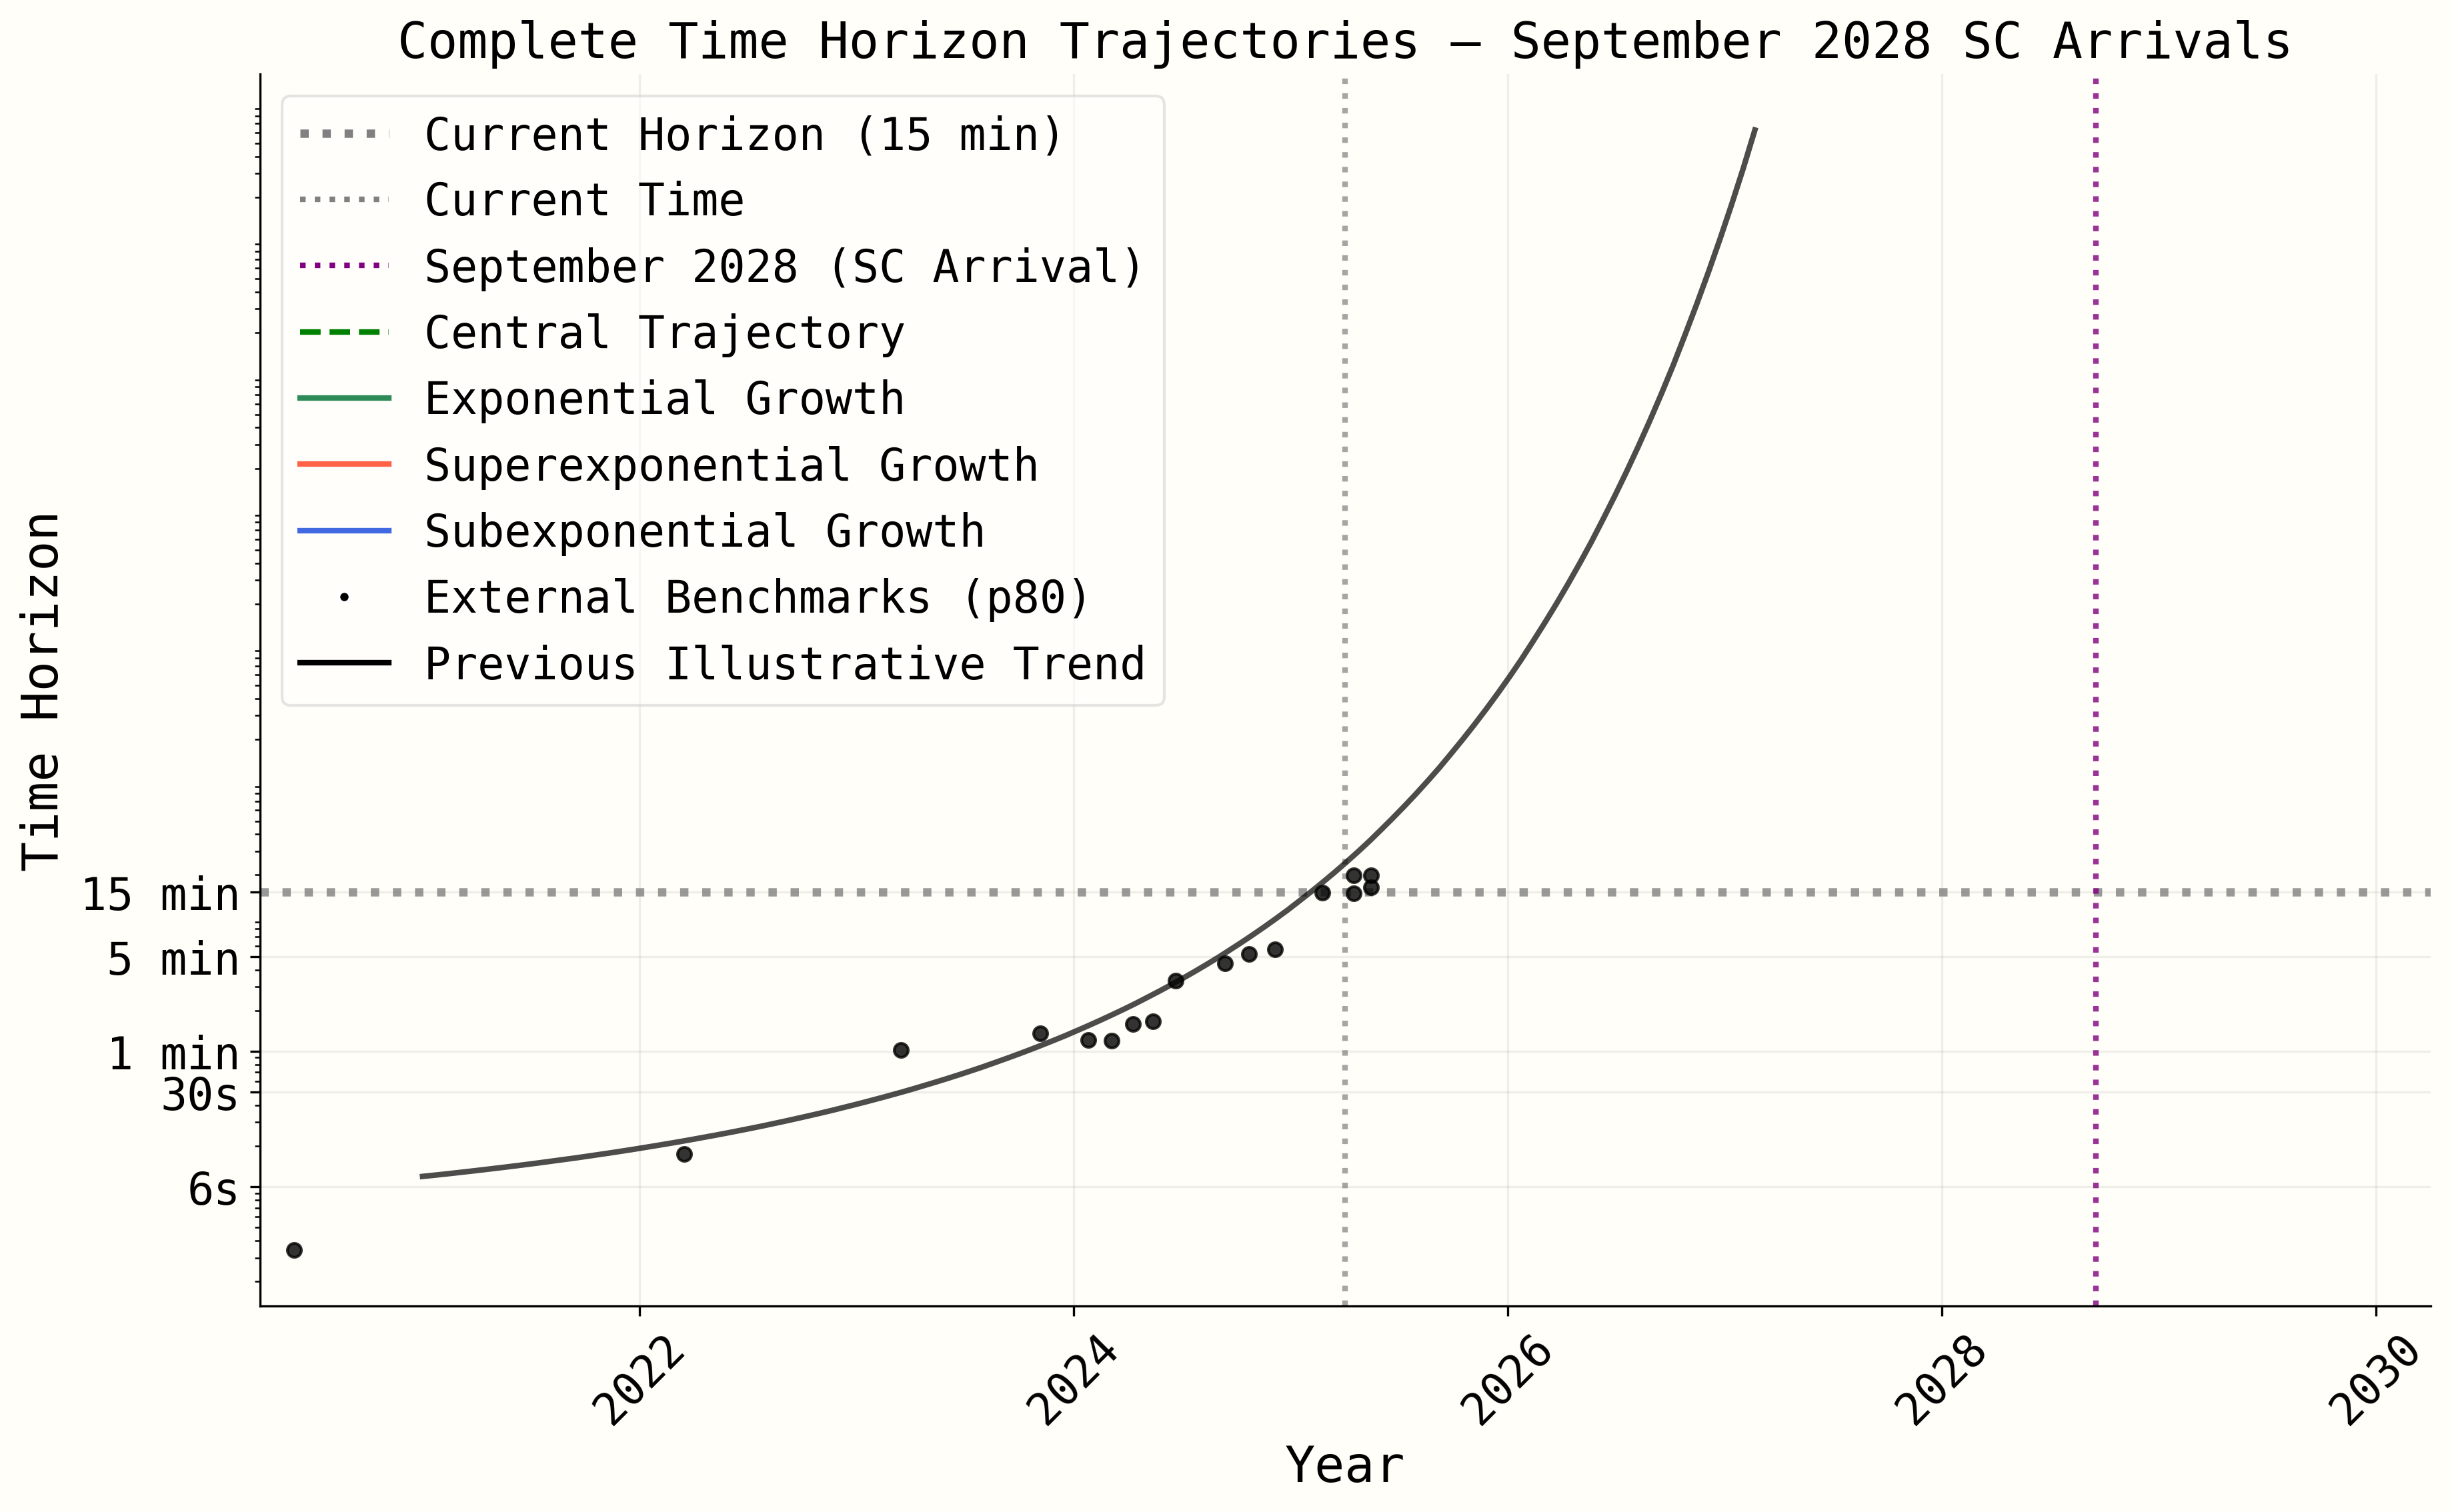 Complete Time Horizon Trajectories — September 2028 SC Arrivals
Current Horizon (15 min)
Current Time
September 2028 (SC Arrival)
Central Trajectory
Exponential Growth
Superexponential Growth
Subexponential Growth
External Benchmarks (p80)
Previous Illustrative Trend
Time Horizon
15 min
5 min
1 min
30s
6s
2022
2024
2026
2028
2030
Year